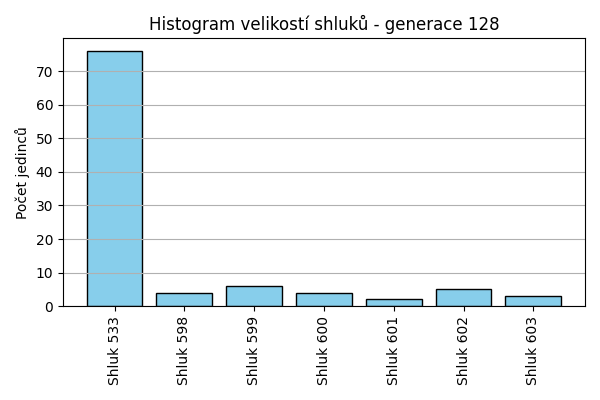 Histogram velikostí shluků - generace 128
Počet jedinců
70
60
50
40
30
20
10
0
Shluk 533
Shluk 598
Shluk 599
Shluk 600
Shluk 601
Shluk 602
Shluk 603